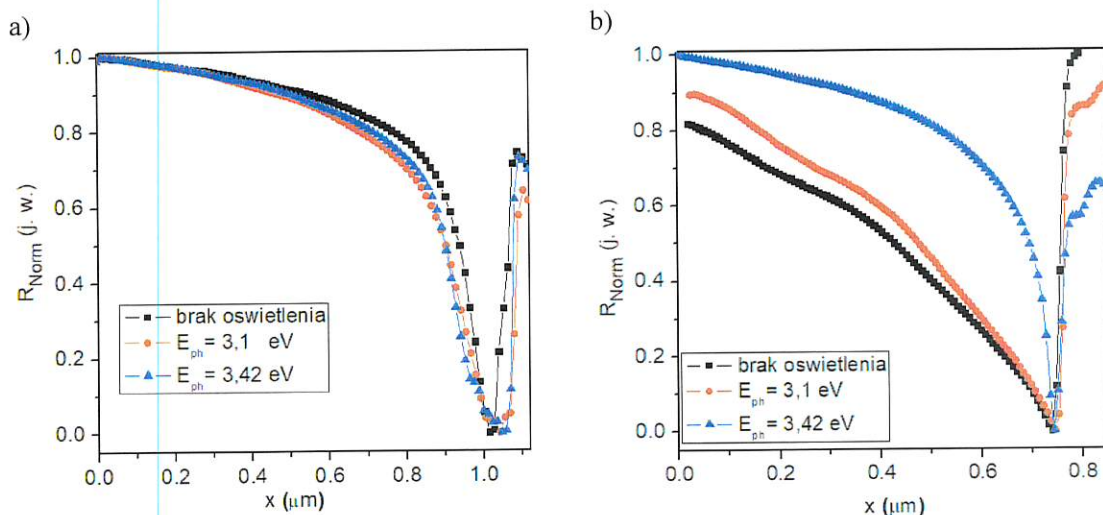 a)
1.0
0.8
0.6
0.4
0.2
0.0
R_Norm (j. w.)
brak oswietlenia
E_ph = 3,1 eV
E_ph = 3,42 eV
0.0 0.2 0.4 0.6 0.8 1.0
x (μm)
b)
1.0
0.8
0.6
0.4
0.2
0.0
R_Norm (j. w.)
brak oswietlenia
E_ph = 3,1 eV
E_ph = 3,42 eV
0.0 0.2 0.4 0.6 0.8
x (μm)